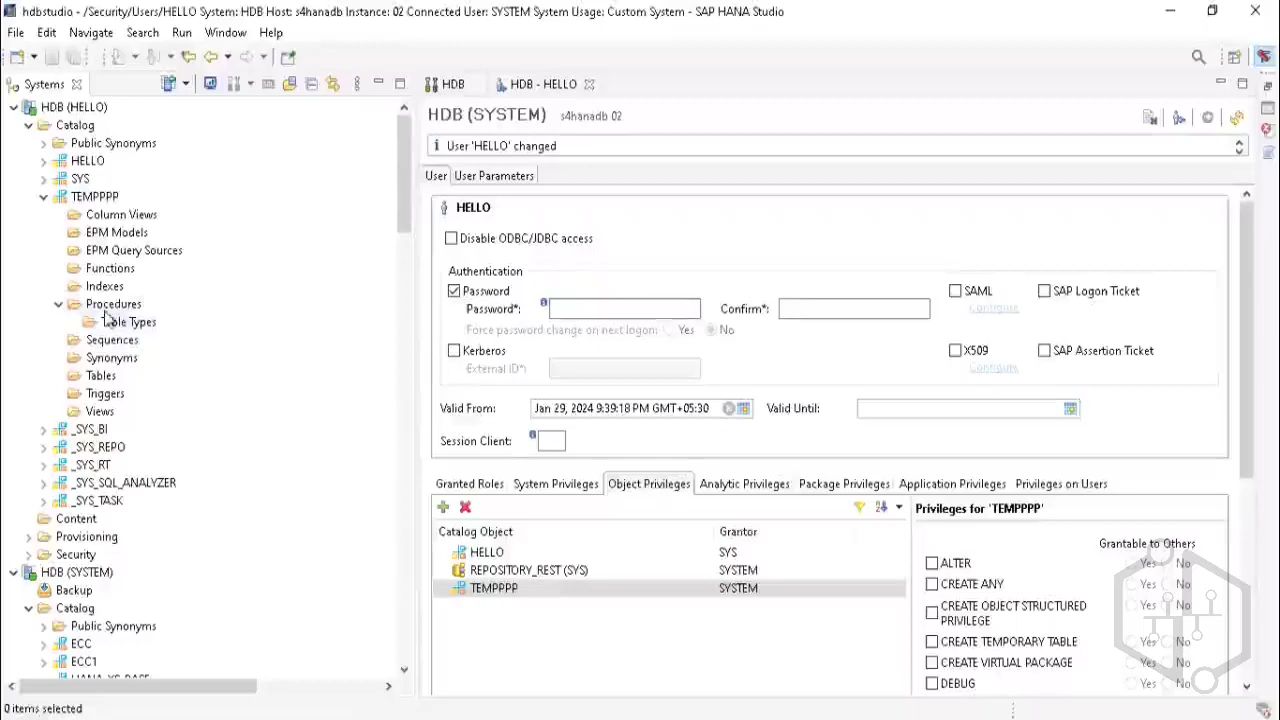 hdbstudio - /Security/Users/HELLO System: HDB Host: s4hanadb Instance: 02 Connected User: SYSTEM System Usage: Custom System - SAP HANA Studio
File Edit Navigate Search Run Window Help
Systems
HDB (HELLO)
Catalog
Public Synonyms
HELLO
SYS
TEMPPPP
Column Views
EPM Models
EPM Query Sources
Functions
Indexes
Procedures
Types
Sequences
Synonyms
Tables
Triggers
Views
_SYS_BI
_SYS_REPO
_SYS_RT
_SYS_SQL_ANALYZER
_SYS_TASK
Content
Provisioning
Security
HDB (SYSTEM)
Backup
Catalog
Public Synonyms
ECC
ECC1
0 items selected
HDB HDB - HELLO
HDB (SYSTEM) s4hanadb 02
User 'HELLO' changed
User User Parameters
HELLO
Disable ODBC/JDBC access
Authentication
Password SAML SAP Logon Ticket
Password*: Confirm*: Configure
Force password change on next logon: Yes No
Kerberos X509 SAP Assertion Ticket
External ID*: Configure
Valid From: Jan 29, 2024 9:39:18 PM GMT+05:30 Valid Until:
Session Client:
Granted Roles System Privileges Object Privileges Analytic Privileges Package Privileges Application Privileges Privileges on Users
Catalog Object Grantor
HELLO SYS
REPOSITORY_REST (SYS) SYSTEM
TEMPPPP SYSTEM
Privileges for 'TEMPPPP'
Grantable to Others
ALTER Yes No
CREATE ANY Yes No
CREATE OBJECT STRUCTURED PRIVILEGE Yes No
CREATE TEMPORARY TABLE Yes No
CREATE VIRTUAL PACKAGE Yes No
DEBUG Yes No